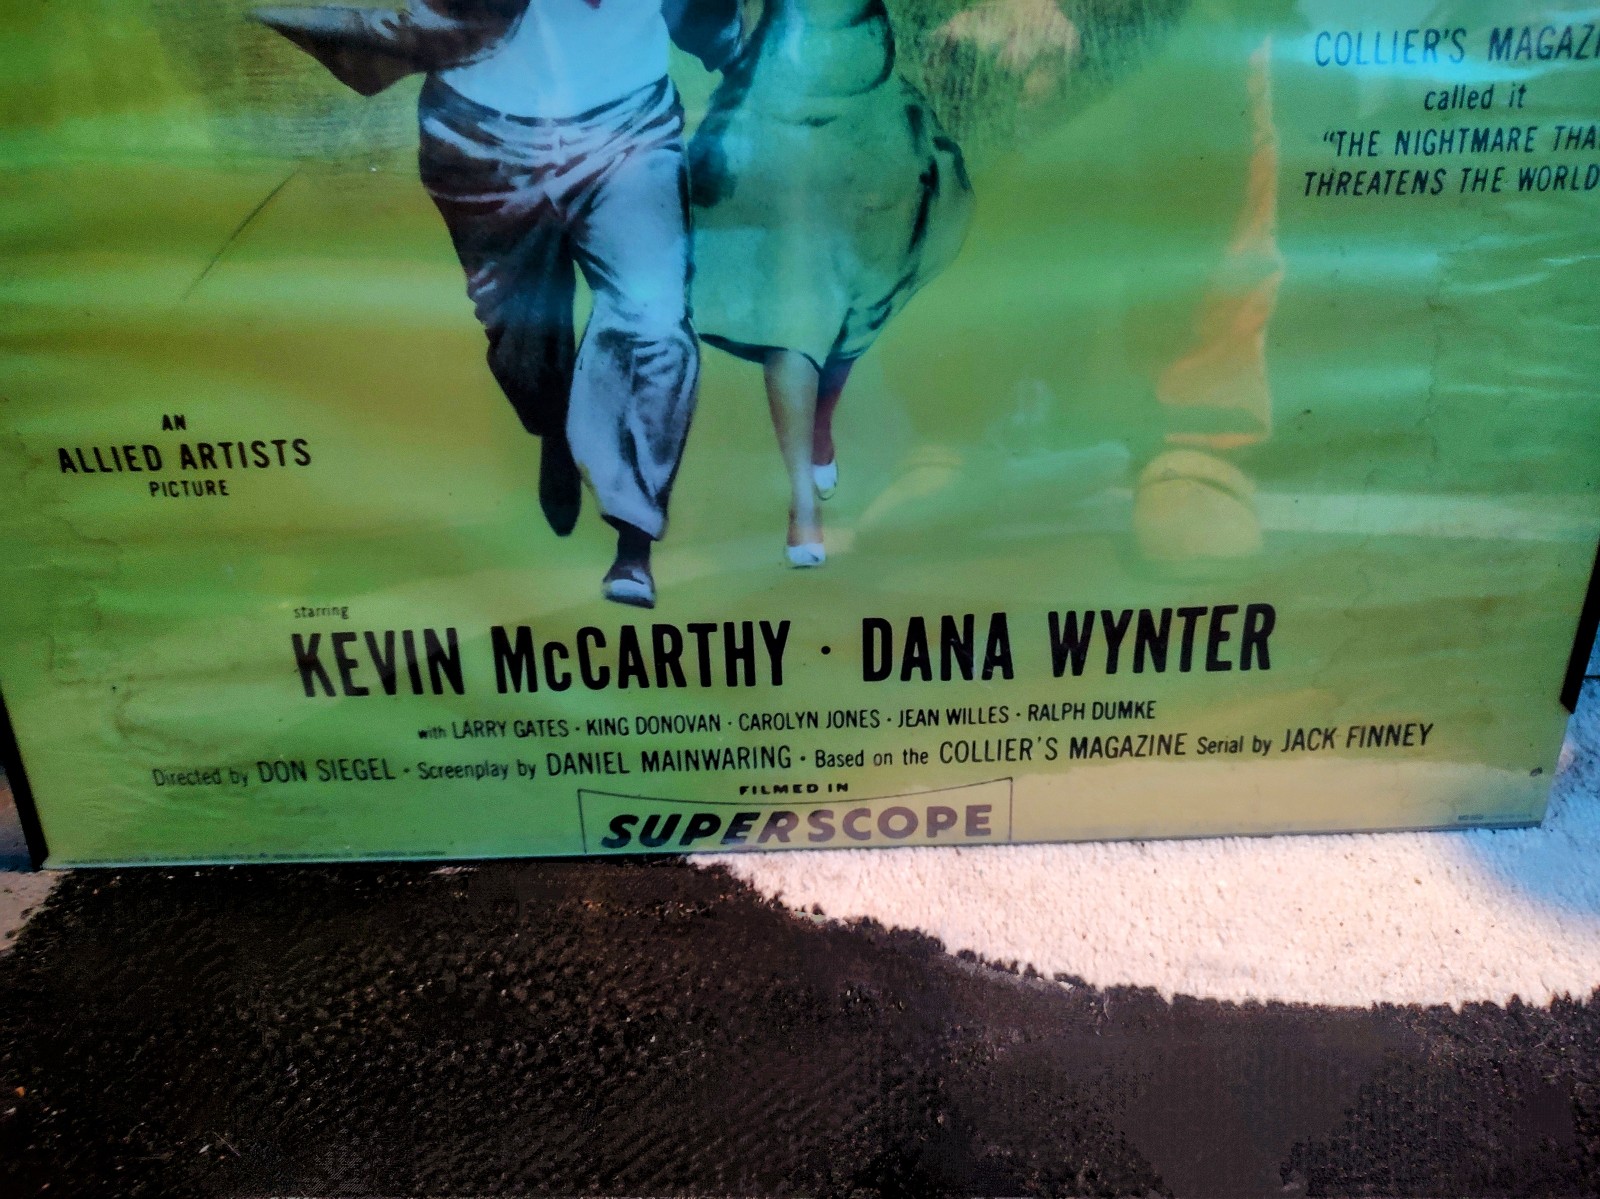 COLLIER'S MAGAZI
called it
"THE NIGHTMARE THA
THREATENS THE WORLD
AN
ALLIED ARTISTS
PICTURE
starring
KEVIN McCARTHY · DANA WYNTER
with LARRY GATES · KING DONOVAN · CAROLYN JONES · JEAN WILLES · RALPH DUMKE
Directed by DON SIEGEL · Screenplay by DANIEL MAINWARING · Based on the COLLIER'S MAGAZINE Serial by JACK FINNEY
FILMED IN
SUPERSCOPE